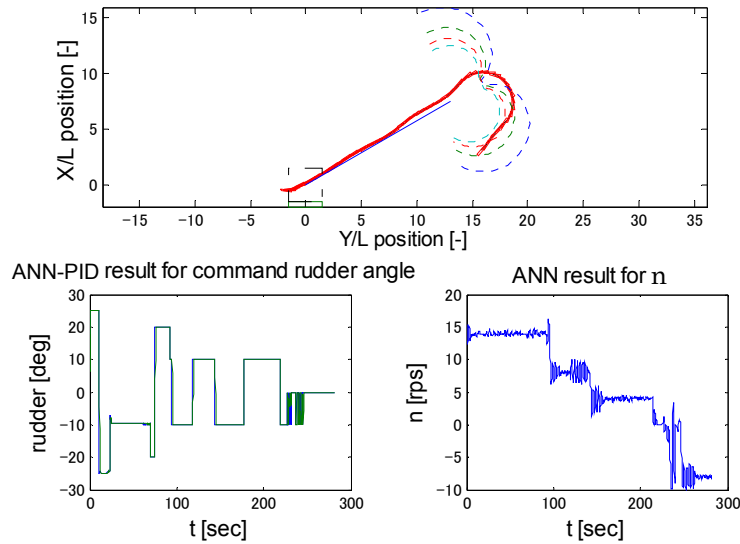 15
10
5
0
X/L position [-]
−15 −10 −5 0 5 10 15 20 25 30 35
Y/L position [-]
ANN-PID result for command rudder angle
30
20
10
0
−10
−20
−30
rudder [deg]
0 100 200 300
t [sec]
ANN result for n
20
15
10
5
0
−5
−10
n [rps]
0 100 200 300
t [sec]